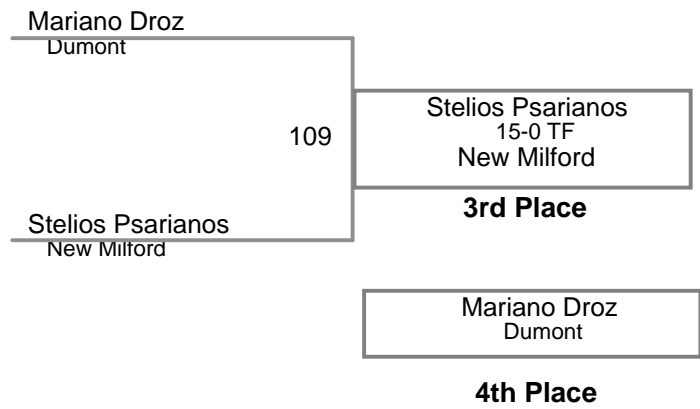 Mariano Droz
Dumont
109
Stelios Psarianos
New Milford
Stelios Psarianos
15-0 TF
New Milford
3rd Place
Mariano Droz
Dumont
4th Place